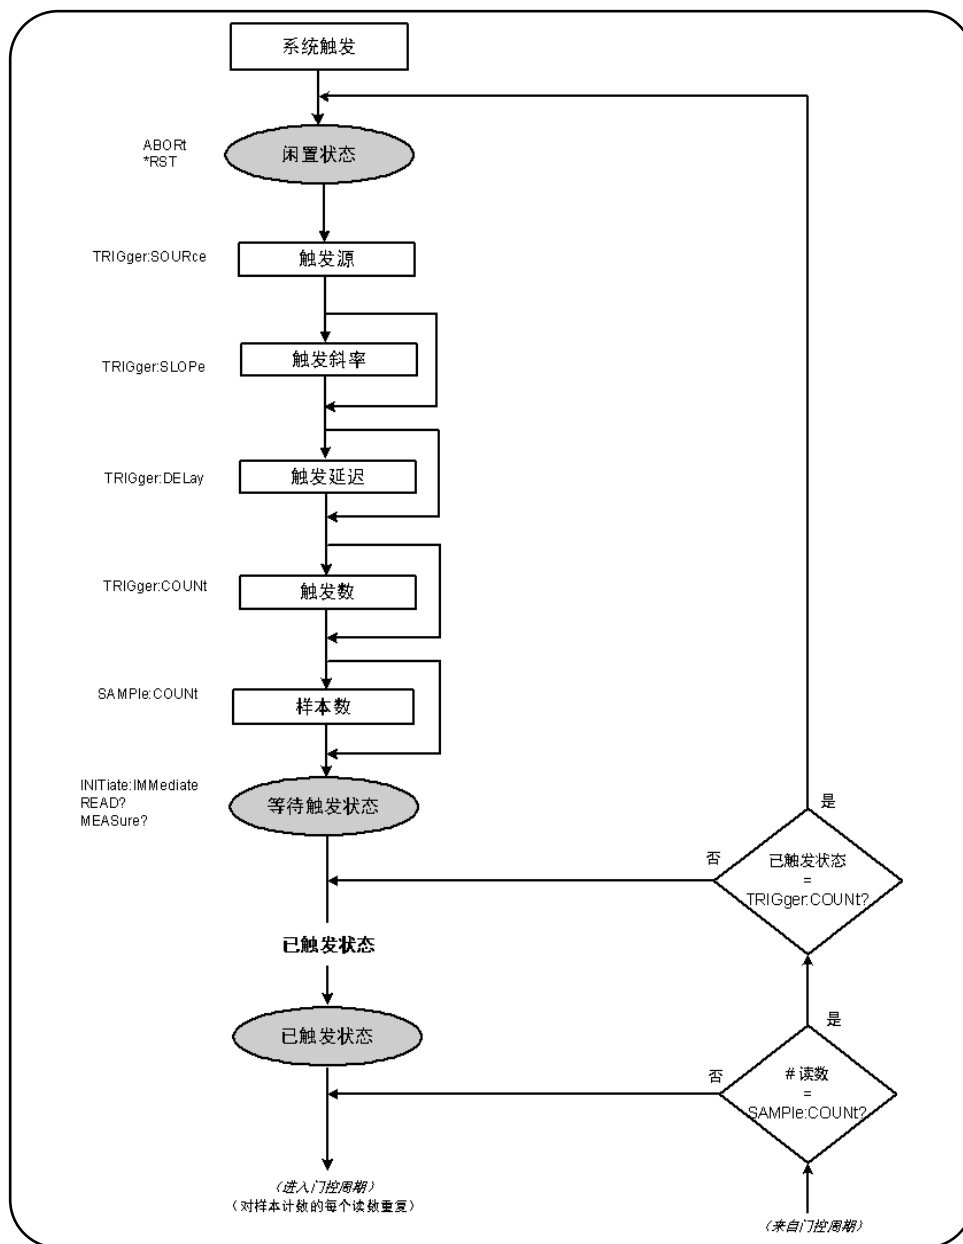 系统触发
ABORt
*RST
闲置状态
TRIGger:SOURce
触发源
TRIGger:SLOPe
触发斜率
TRIGger:DELay
触发延迟
TRIGger:COUNt
触发数
SAMPle:COUNt
样本数
INITiate:IMMediate
READ?
MEASure?
等待触发状态
是
否
已触发状态
=
TRIGger:COUNt?
已触发状态
已触发状态
是
否
# 读数
=
SAMPle:COUNt?
（进入门控周期）
（对样本计数的每个读数重复）
（来自门控周期）